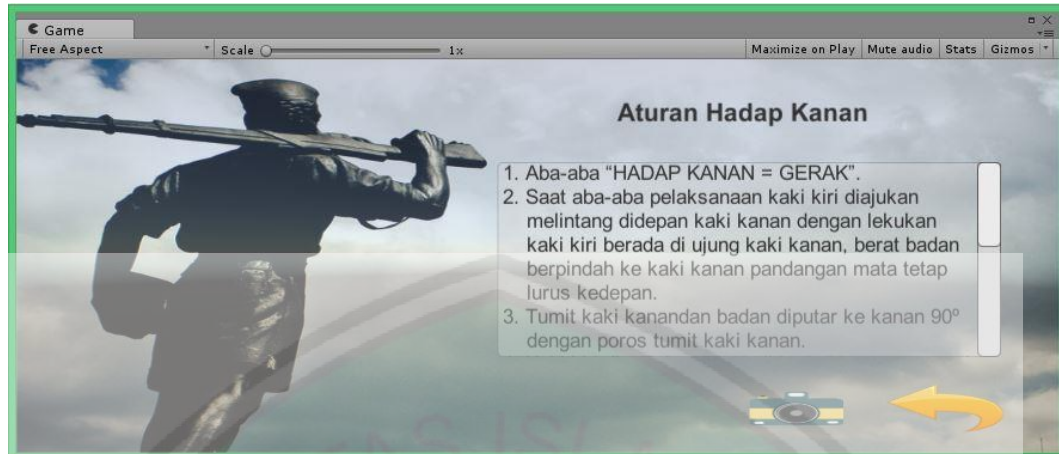 Game
Free Aspect Scale 1x Maximize on Play Mute audio Stats Gizmos
Aturan Hadap Kanan
1. Aba-aba “HADAP KANAN = GERAK”.
2. Saat aba-aba pelaksanaan kaki kiri diajukan
melintang didepan kaki kanan dengan lekukan
kaki kiri berada di ujung kaki kanan, berat badan
berpindah ke kaki kanan pandangan mata tetap
lurus kedepan.
3. Tumit kaki kanandan badan diputar ke kanan 90º
dengan poros tumit kaki kanan.